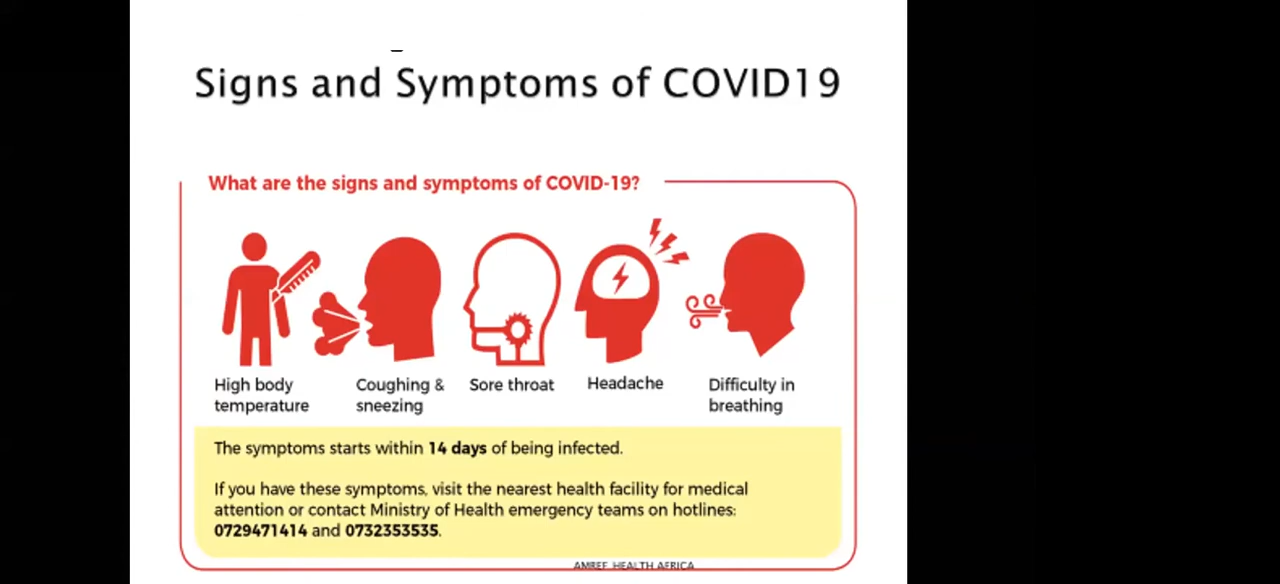 Signs and Symptoms of COVID19
What are the signs and symptoms of COVID-19?
High body
temperature
Coughing &
sneezing
Sore throat
Headache
Difficulty in
breathing
The symptoms starts within 14 days of being infected.
If you have these symptoms, visit the nearest health facility for medical
attention or contact Ministry of Health emergency teams on hotlines:
0729471414 and 0732353535.
AMREF HEALTH AFRICA